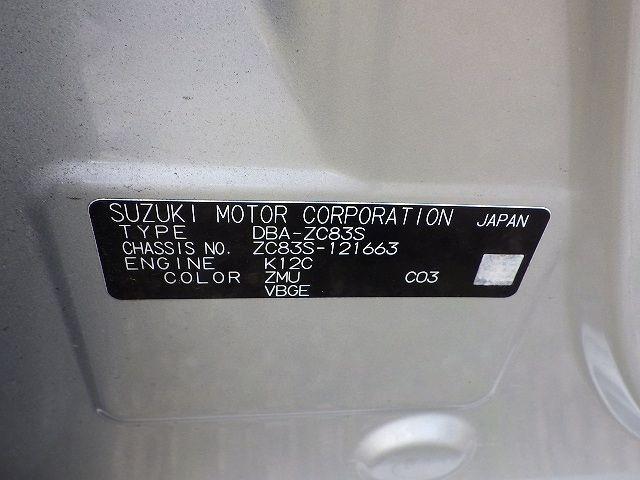 SUZUKI MOTOR CORPORATION JAPAN
TYPE DBA-ZC83S
CHASSIS NO. ZC83S-121663
ENGINE K12C
COLOR ZMU C03
VBGE